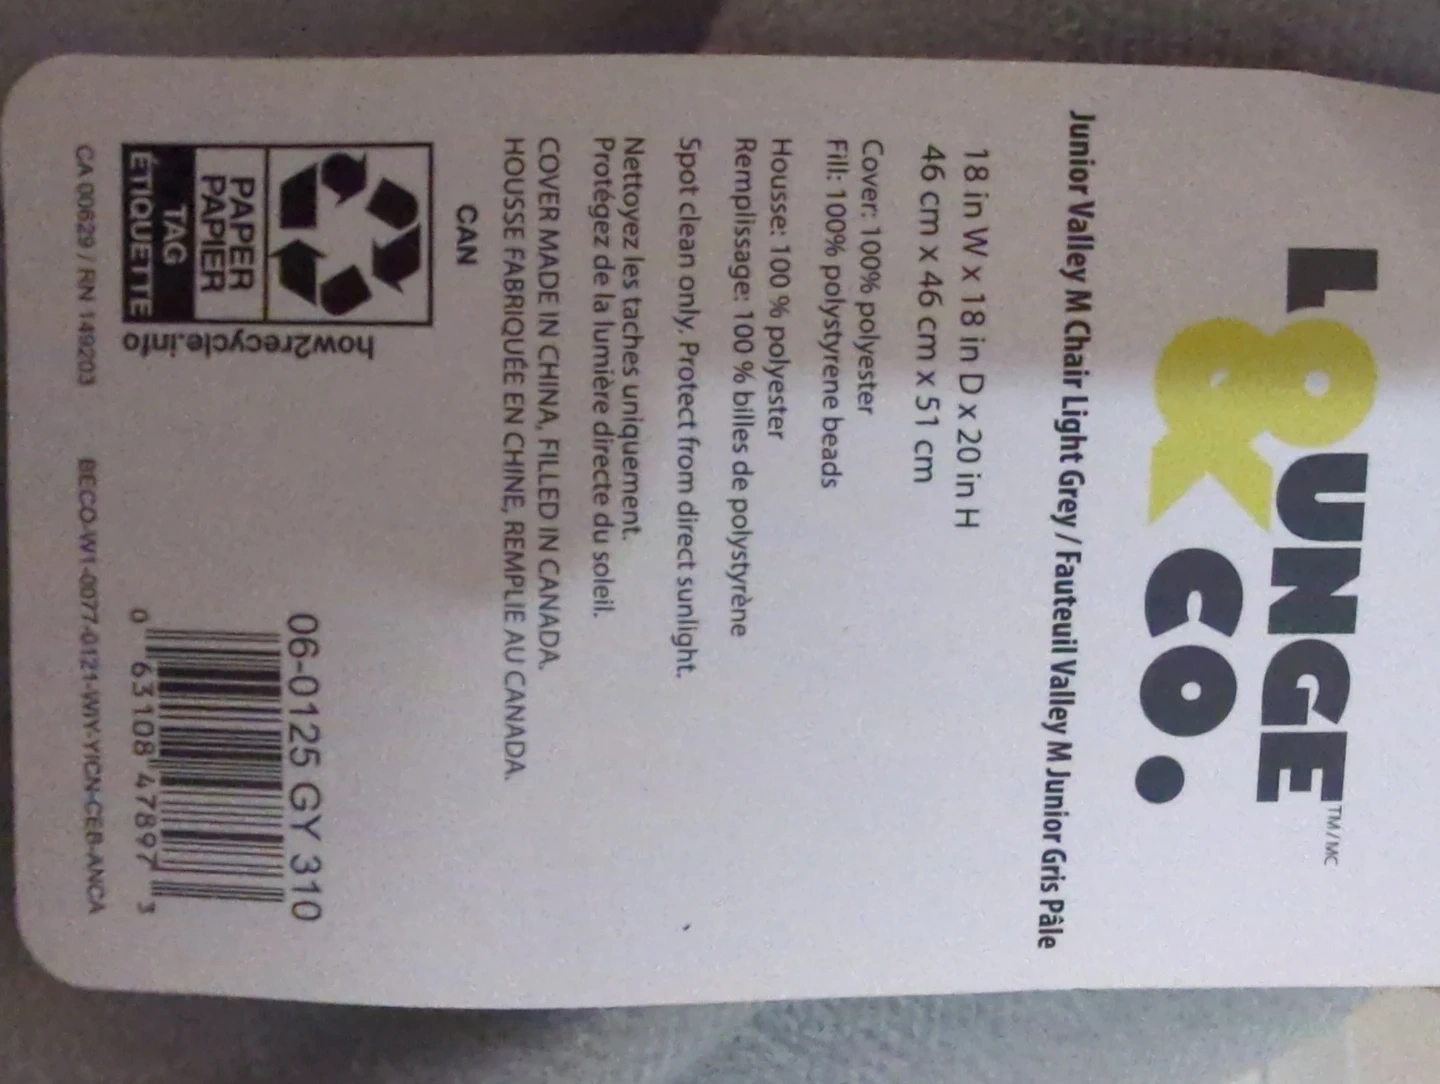 LOUNGE TM/MC
& CO.
Junior Valley M Chair Light Grey / Fauteuil Valley M Junior Gris Pâle
18 in W x 18 in D x 20 in H
46 cm x 46 cm x 51 cm
Cover: 100% polyester
Fill: 100% polystyrene beads
Housse: 100 % polyester
Remplissage: 100 % billes de polystyrène
Spot clean only. Protect from direct sunlight.
Nettoyez les taches uniquement.
Protégez de la lumière directe du soleil.
COVER MADE IN CHINA, FILLED IN CANADA.
HOUSSE FABRIQUÉE EN CHINE, REMPLIE AU CANADA.
CAN
PAPER
PAPIER
TAG
ÉTIQUETTE
how2recycle.info
06-0125 GY 310
0 63108 47897 3
CA 00629 / RN 149203 BECO-W1-0077-0121-WIY-YICN-CEB-ANCA